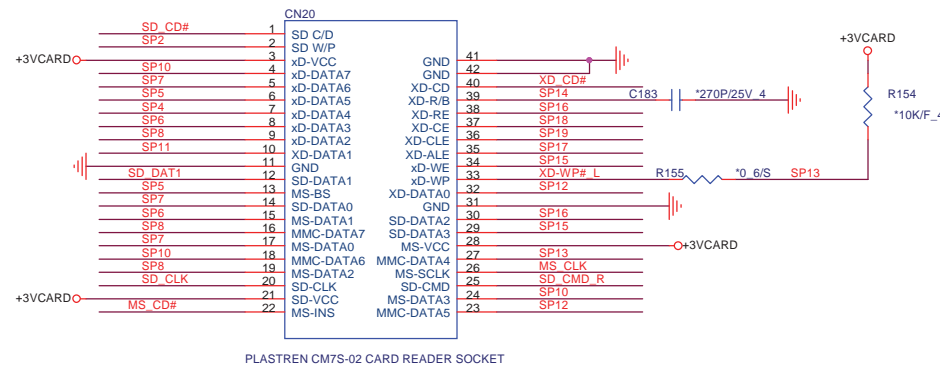 CN20
SD_CD# 1 SD C/D
SP2 2 SD W/P
+3VCARD 3 xD-VCC
SP10 4 xD-DATA7
SP7 5 xD-DATA6
SP5 6 xD-DATA5
SP4 7 xD-DATA4
SP6 8 xD-DATA3
SP8 9 xD-DATA2
SP11 10 XD-DATA1
11 GND
SD_DAT1 12 SD-DATA1
SP5 13 MS-BS
SP7 14 SD-DATA0
SP6 15 MS-DATA1
SP8 16 MMC-DATA7
SP7 17 MS-DATA0
SP10 18 MMC-DATA6
SP8 19 MS-DATA2
SD_CLK 20 SD-CLK
+3VCARD 21 SD-VCC
MS_CD# 22 MS-INS
GND 41
GND 42
XD-CD 40 XD_CD#
XD-R/B 39 SP14 C183 *270P/25V_4
XD-RE 38 SP16
XD-CE 37 SP18
XD-CLE 36 SP19
XD-ALE 35 SP17
xD-WE 34 SP15
xD-WP 33 XD-WP#_L R155 *0_6/S SP13
XD-DATA0 32 SP12
GND 31
SD-DATA2 30 SP16
SD-DATA3 29 SP15
MS-VCC 28 +3VCARD
MMC-DATA4 27 SP13
MS-SCLK 26 MS_CLK
SD-CMD 25 SD_CMD_R
MS-DATA3 24 SP10
MMC-DATA5 23 SP12
+3VCARD
R154
*10K/F_4
PLASTREN CM7S-02 CARD READER SOCKET